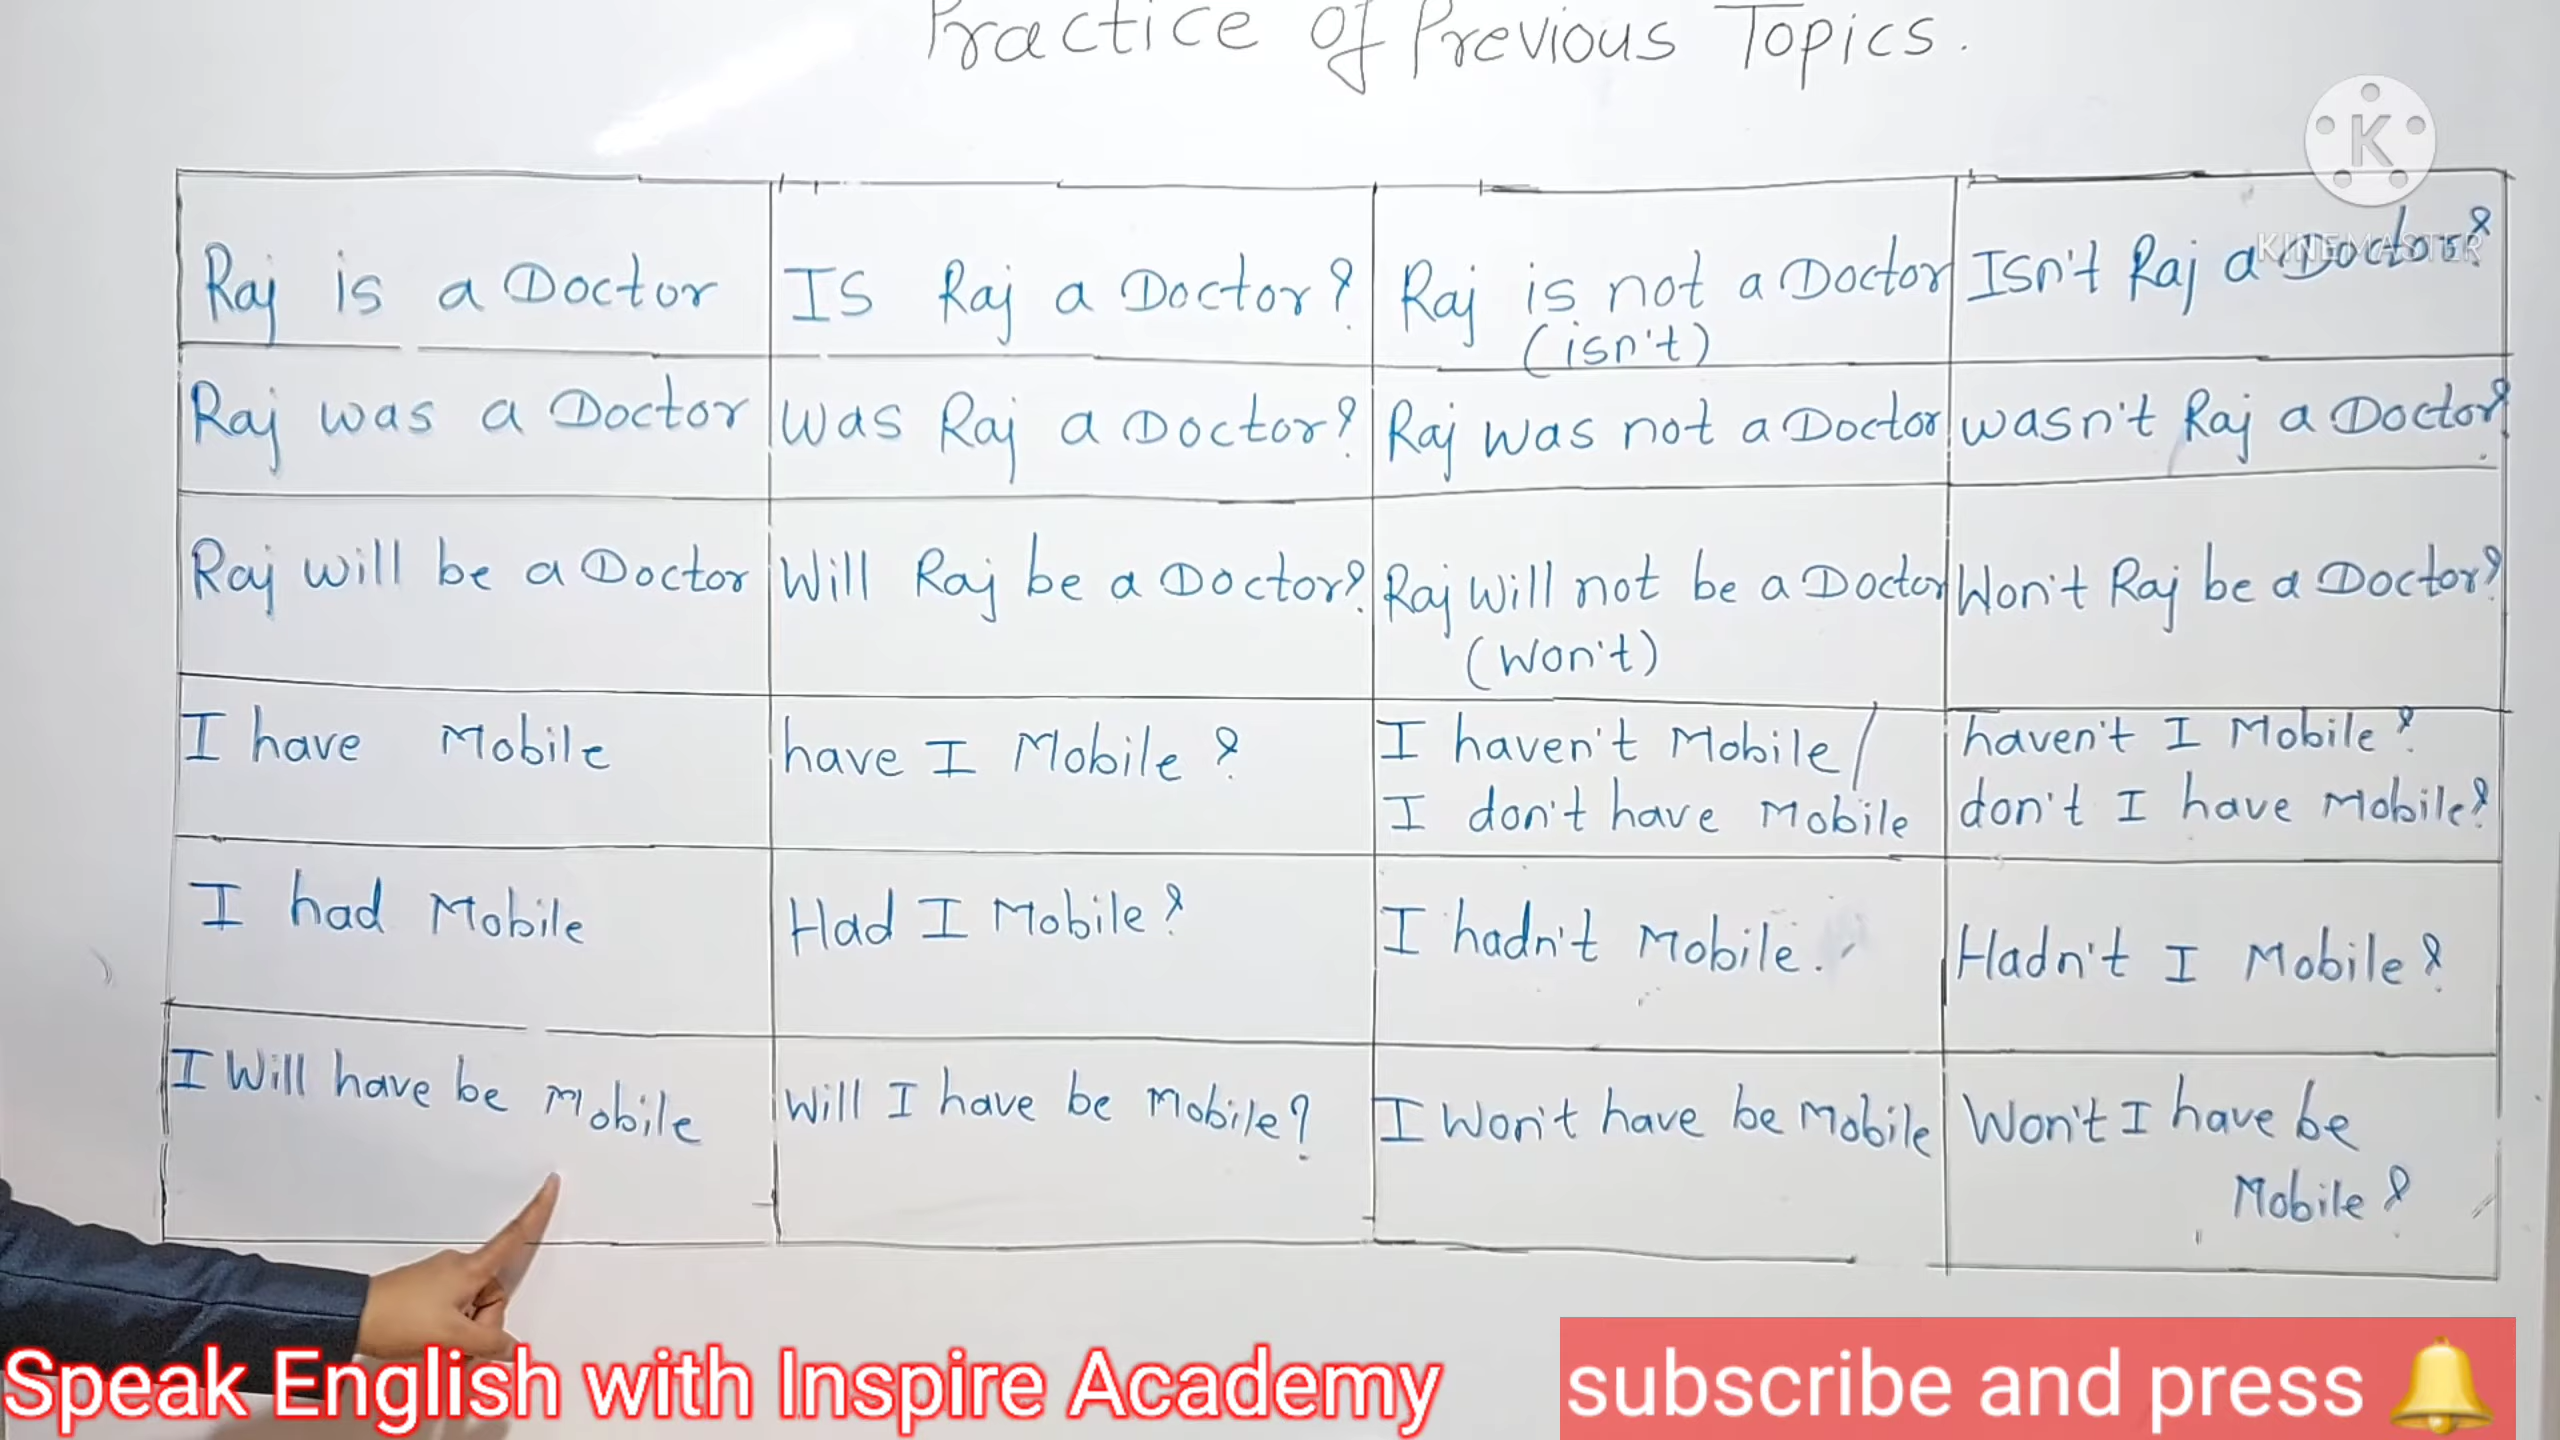 Practice of Previous Topics.
K
KINEMASTER
Raj is a Doctor
IS Raj a Doctor?
Raj is not a Doctor
(isn't)
Isn't Raj a Doctor?
Raj was a Doctor
Was Raj a Doctor?
Raj was not a Doctor
wasn't Raj a Doctor?
Raj will be a Doctor
Will Raj be a Doctor?
Raj will not be a Doctor
(won't)
Won't Raj be a Doctor?
I have Mobile
have I Mobile?
I haven't Mobile /
I don't have Mobile
haven't I Mobile?
don't I have Mobile?
I had Mobile
Had I Mobile?
I hadn't Mobile.
Hadn't I Mobile?
I Will have be Mobile
Will I have be Mobile?
I Won't have be Mobile
Won't I have be
Mobile?
Speak English with Inspire Academy
subscribe and press